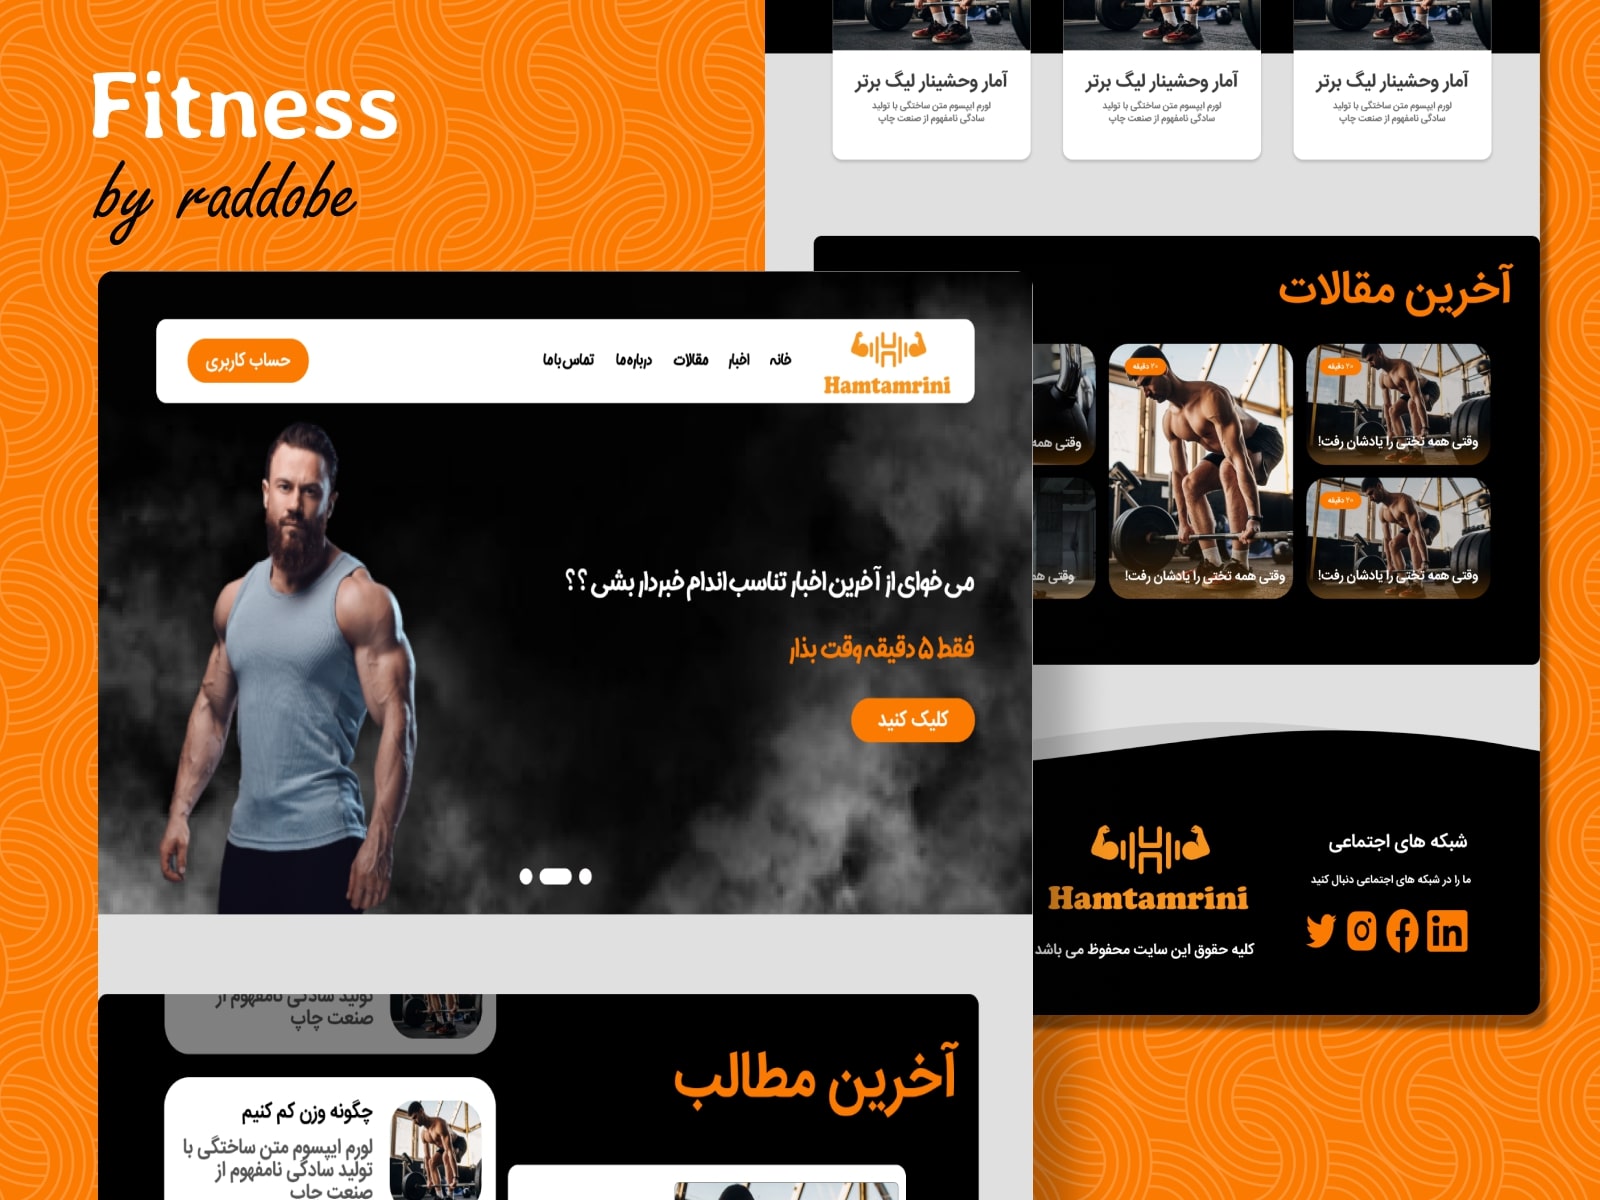 Fitness
by raddobe
آمار وحشینار لیگ برتر
لورم ایپسوم متن ساختگی با تولید
سادگی نامفهوم از صنعت چاپ
آمار وحشینار لیگ برتر
لورم ایپسوم متن ساختگی با تولید
سادگی نامفهوم از صنعت چاپ
آمار وحشینار لیگ برتر
لورم ایپسوم متن ساختگی با تولید
سادگی نامفهوم از صنعت چاپ
آخرین مقالات
۲۰ دقیقه
وقتی همه تختی را یادشان رفت!
۲۰ دقیقه
وقتی همه تختی را یادشان رفت!
۲۰ دقیقه
وقتی همه تختی را یادشان رفت!
وقتی همه
وقتی همه
Hamtamrini
خانه
اخبار
مقالات
درباره ما
تماس با ما
حساب کاربری
می خوای از آخرین اخبار تناسب اندام خبردار بشی ؟؟
فقط ۵ دقیقه وقت بذار
کلیک کنید
شبکه های اجتماعی
ما را در شبکه های اجتماعی دنبال کنید
in
Hamtamrini
کلیه حقوق این سایت محفوظ می باشد
آخرین مطالب
تولید سادگی نامفهوم از
صنعت چاپ
چگونه وزن کم کنیم
لورم ایپسوم متن ساختگی با
تولید سادگی نامفهوم از
صنعت چاپ